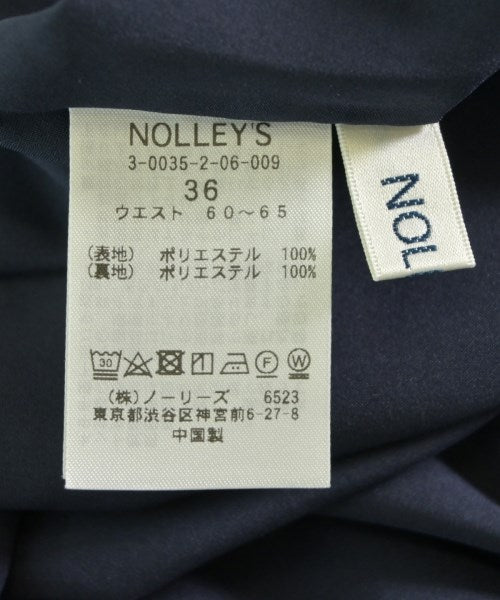 NOLLEY'S
3-0035-2-06-009
36
ウエスト 60～65
(表地) ポリエステル 100%
(裏地) ポリエステル 100%
30 F W
(株)ノーリーズ 6523
東京都渋谷区神宮前6-27-8
中国製
NOL